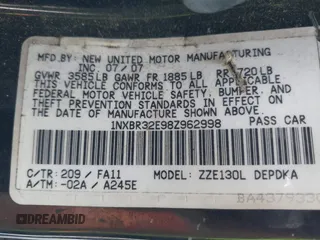 MFD. BY: NEW UNITED MOTOR MANUFACTURING
INC. 07/07
GVWR 3585LB GAWR FR 1885LB RR 1720LB
THIS VEHICLE CONFORMS TO ALL APPLICABLE
FEDERAL MOTOR VEHICLE SAFETY, BUMPER, AND
THEFT PREVENTION STANDARDS IN EFFECT ON
THE DATE OF MANUFACTURE SHOWN ABOVE.
1NXBR32E98Z962998 PASS CAR
C/TR: 209 / FA11 MODEL: ZZE130L DEPDKA
A/TM: -02A / A245E
BA4379330
DREAMBID